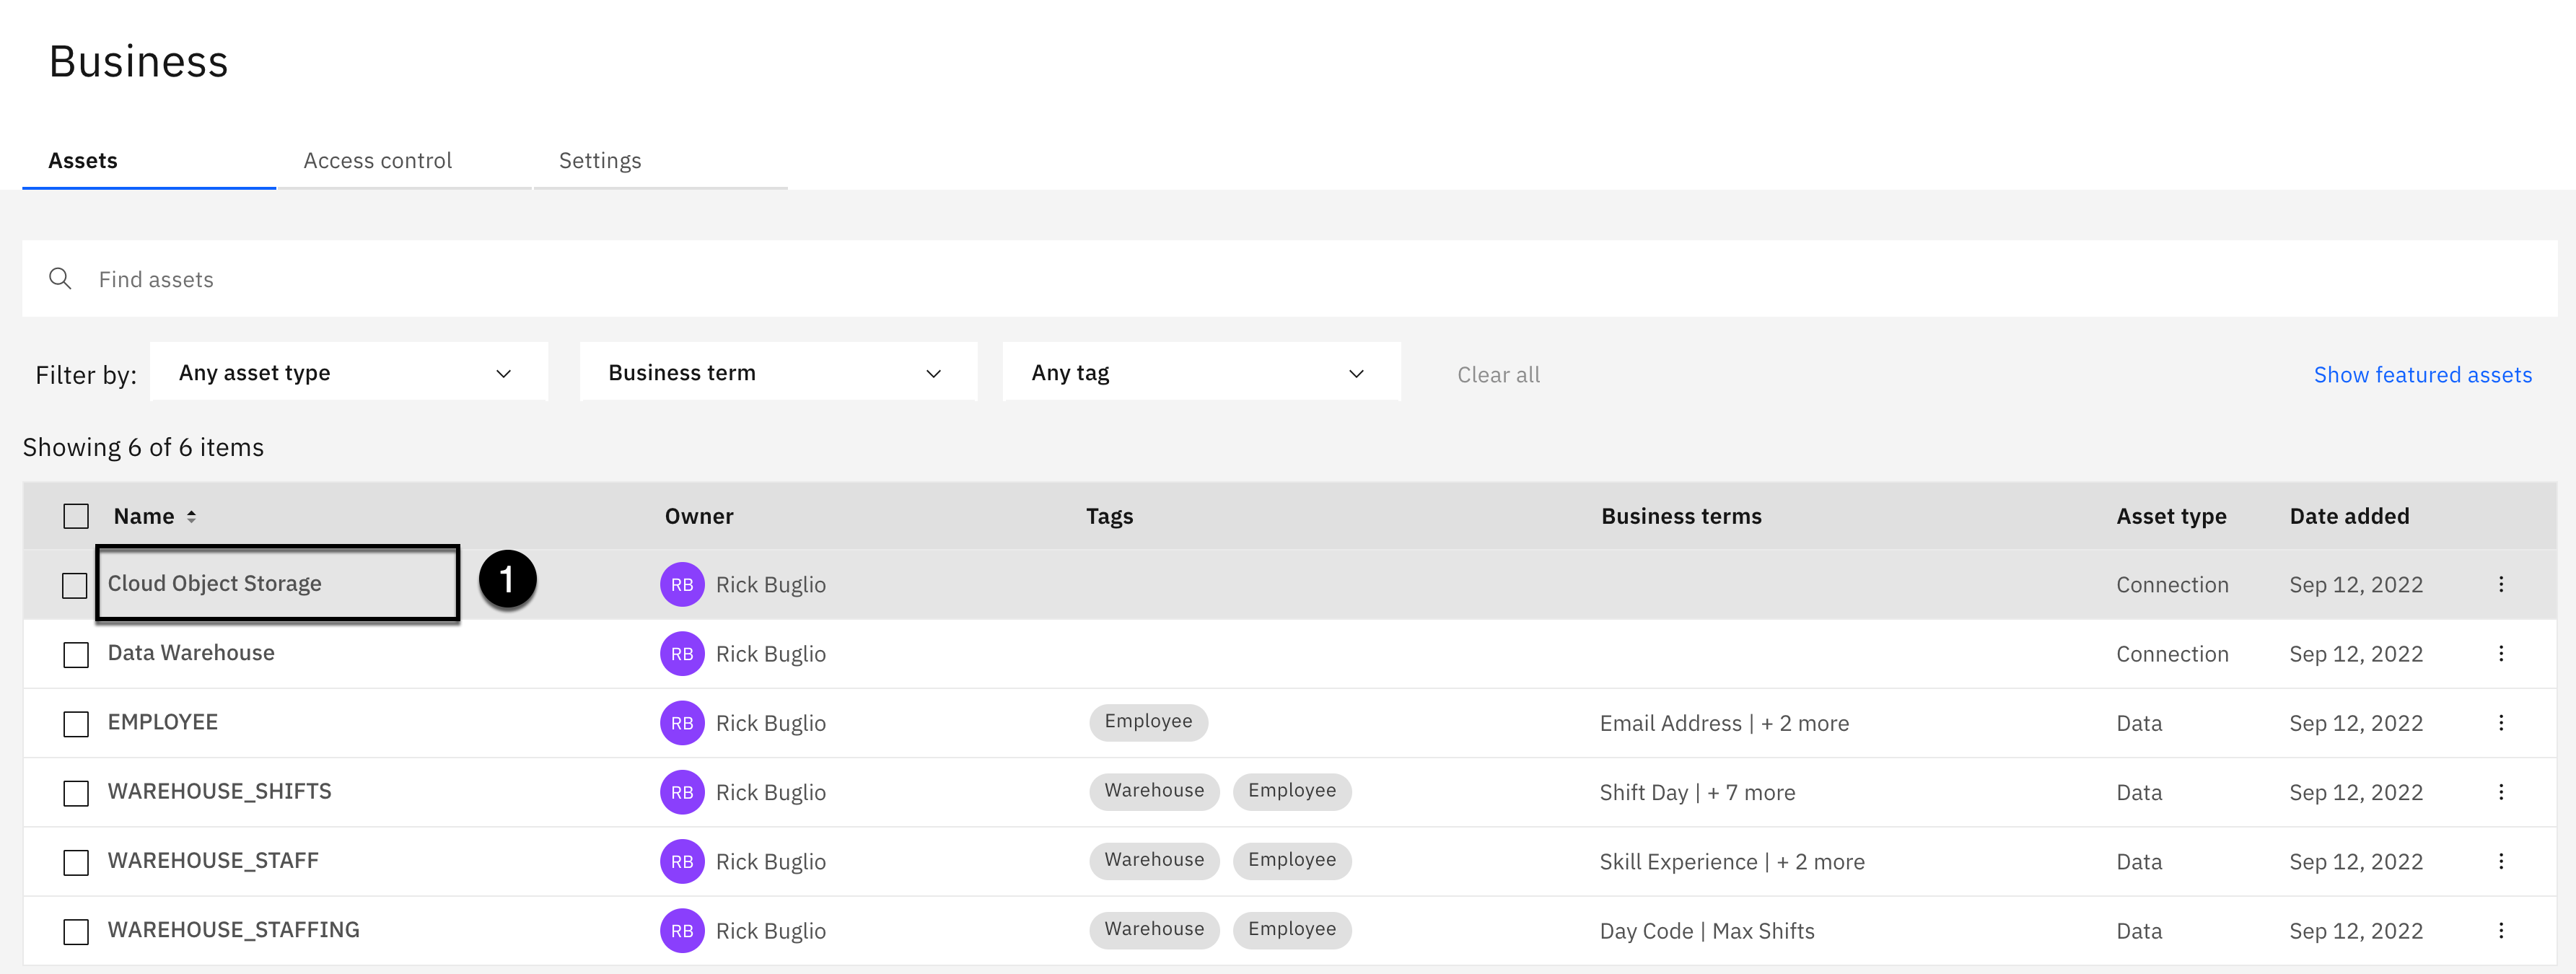 Business
Assets Access control Settings
Find assets
Filter by: Any asset type Business term Any tag Clear all Show featured assets
Showing 6 of 6 items
Name Owner Tags Business terms Asset type Date added
Cloud Object Storage 1 RB Rick Buglio Connection Sep 12, 2022
Data Warehouse RB Rick Buglio Connection Sep 12, 2022
EMPLOYEE RB Rick Buglio Employee Email Address | + 2 more Data Sep 12, 2022
WAREHOUSE_SHIFTS RB Rick Buglio Warehouse Employee Shift Day | + 7 more Data Sep 12, 2022
WAREHOUSE_STAFF RB Rick Buglio Warehouse Employee Skill Experience | + 2 more Data Sep 12, 2022
WAREHOUSE_STAFFING RB Rick Buglio Warehouse Employee Day Code | Max Shifts Data Sep 12, 2022